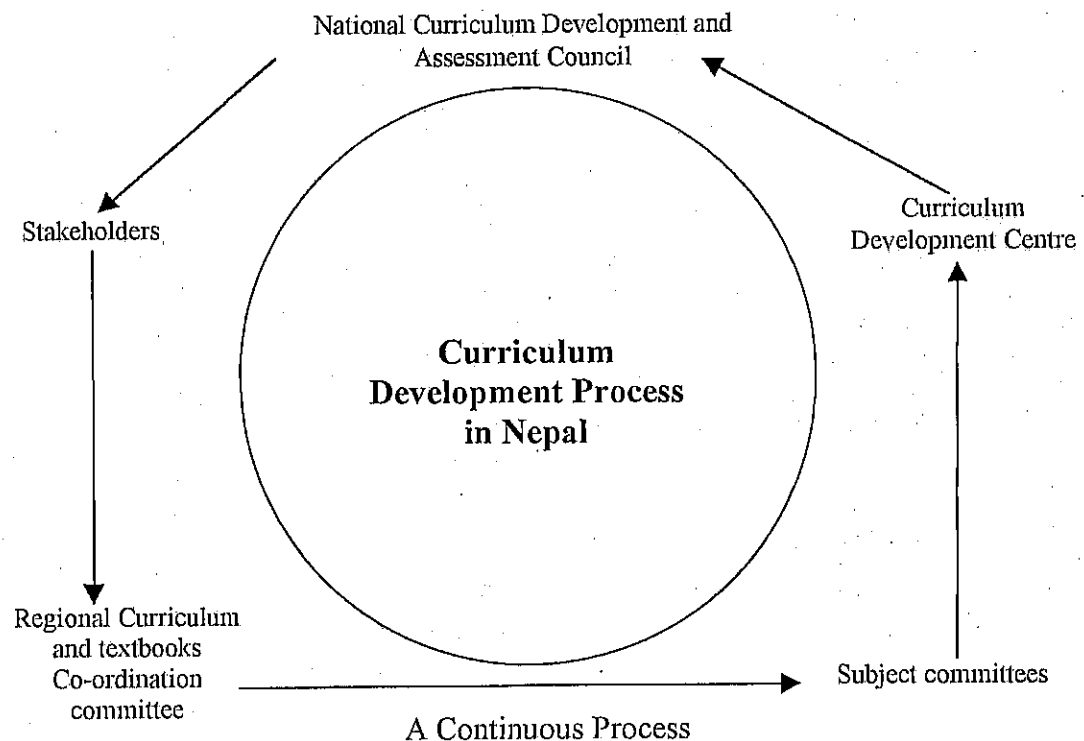 National Curriculum Development and
Assessment Council
Stakeholders
Curriculum
Development Centre
Curriculum
Development Process
in Nepal
Regional Curriculum
and textbooks
Co-ordination
committee
Subject committees
A Continuous Process